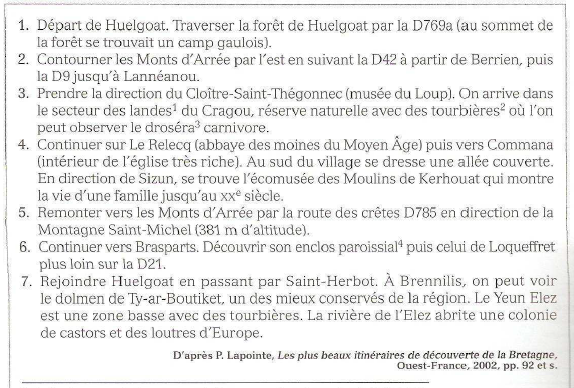 1. Départ de Huelgoat. Traverser la forêt de Huelgoat par la D769a (au sommet de
la forêt se trouvait un camp gaulois).
2. Contourner les Monts d'Arrée par l'est en suivant la D42 à partir de Berrien, puis
la D9 jusqu'à Lannéanou.
3. Prendre la direction du Cloître-Saint-Thégonnec (musée du Loup). On arrive dans
le secteur des landes¹ du Cragou, réserve naturelle avec des tourbières² où l'on
peut observer le droséra³ carnivore.
4. Continuer sur Le Relecq (abbaye des moines du Moyen Âge) puis vers Commana
(intérieur de l'église très riche). Au sud du village se dresse une allée couverte.
En direction de Sizun, se trouve l'écomusée des Moulins de Kerhouat qui montre
la vie d'une famille jusqu'au XXᵉ siècle.
5. Remonter vers les Monts d'Arrée par la route des crêtes D785 en direction de la
Montagne Saint-Michel (381 m d'altitude).
6. Continuer vers Brasparts. Découvrir son enclos paroissial⁴ puis celui de Loqueffret
plus loin sur la D21.
7. Rejoindre Huelgoat en passant par Saint-Herbot. À Brennilis, on peut voir
le dolmen de Ty-ar-Boutiket, un des mieux conservés de la région. Le Yeun Elez
est une zone basse avec des tourbières. La rivière de l'Elez abrite une colonie
de castors et des loutres d'Europe.
D'après P. Lapointe, Les plus beaux itinéraires de découverte de la Bretagne,
Ouest-France, 2002, pp. 92 et s.